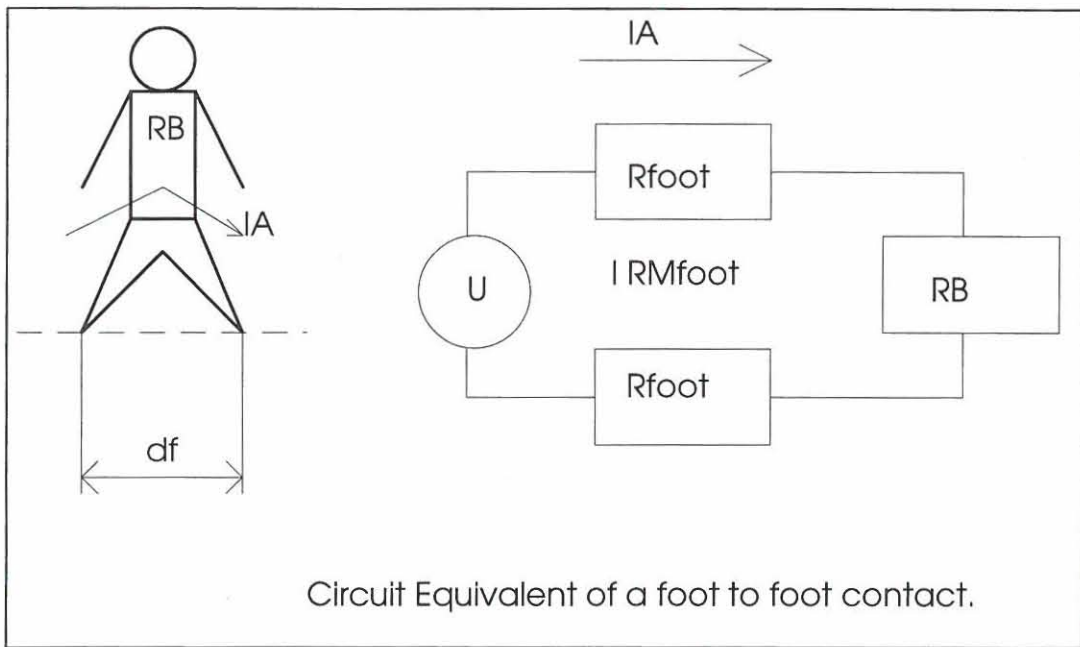 RB
IA
df
IA
Rfoot
I RMfoot
U
RB
Rfoot
Circuit Equivalent of a foot to foot contact.